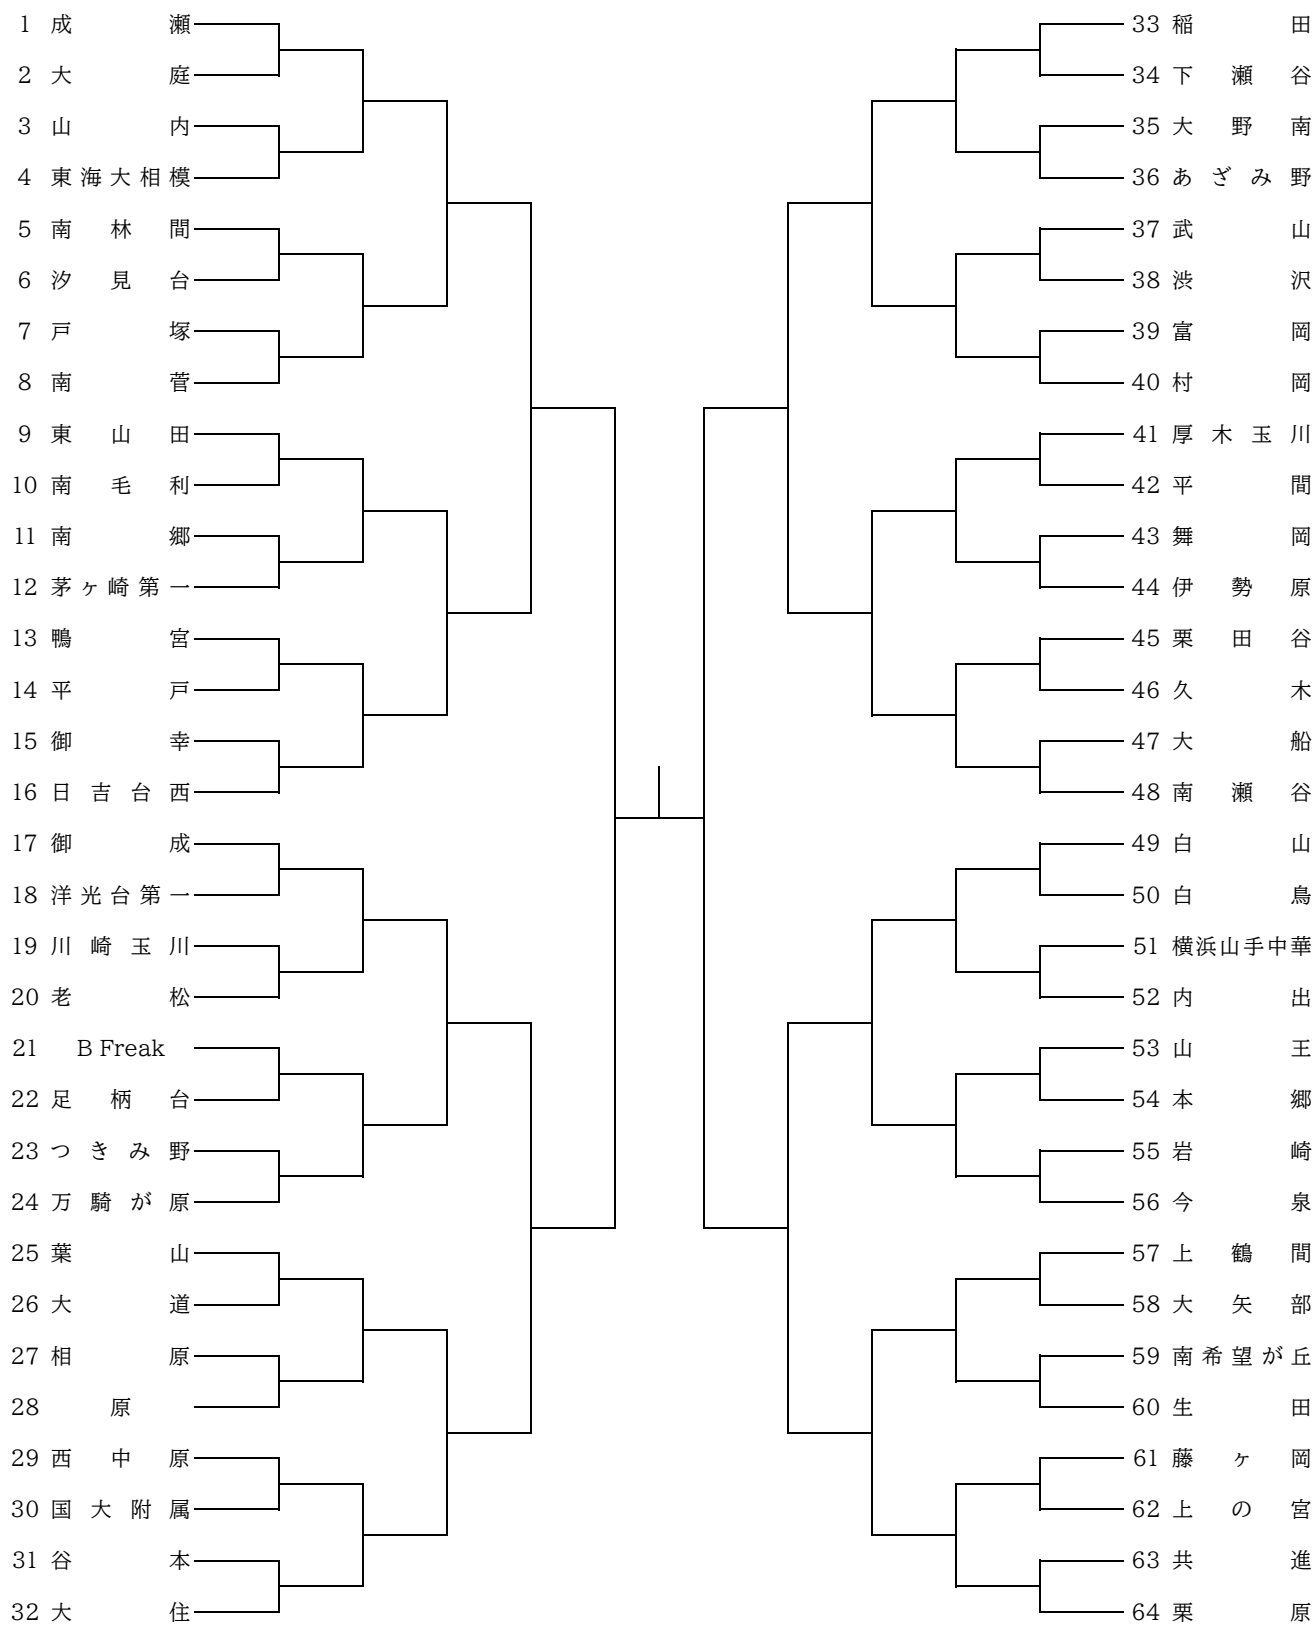 1 成瀬
2 大庭
3 山内
4 東海大相模
5 南林間
6 汐見台
7 戸塚
8 南菅
9 東山田
10 南毛利
11 南郷
12 茅ヶ崎第一
13 鴨宮
14 平戸
15 御幸
16 日吉台西
17 御成
18 洋光台第一
19 川崎玉川
20 老松
21 B Freak
22 足柄台
23 つきみ野
24 万騎が原
25 葉山
26 大道
27 相原
28 原
29 西中原
30 国大附属
31 谷本
32 大住
33 稲田
34 下瀬谷
35 大野南
36 あざみ野
37 武山
38 渋沢
39 富岡
40 村岡
41 厚木玉川
42 平間
43 舞岡
44 伊勢原
45 栗田谷
46 久木
47 大船
48 南瀬谷
49 白山
50 白鳥
51 横浜山手中華
52 内出
53 山王
54 本郷
55 岩崎
56 今泉
57 上鶴間
58 大矢部
59 南希望が丘
60 生田
61 藤ヶ岡
62 上の宮
63 共進
64 栗原